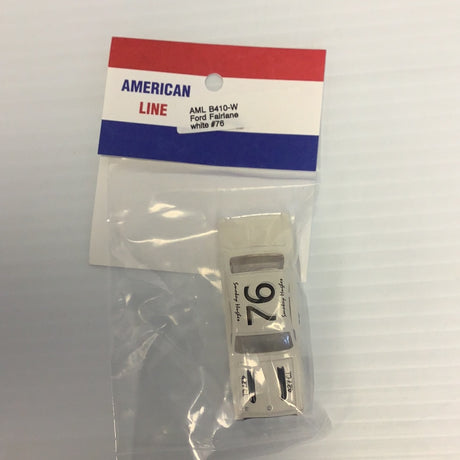 AMERICAN
LINE
AML B410-W
Ford Fairlane
white #76
76